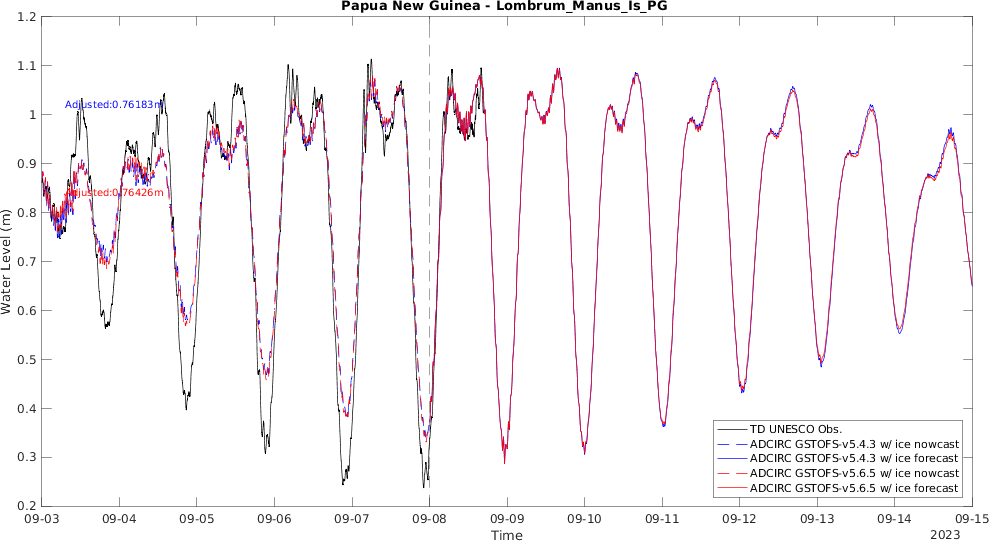 Papua New Guinea - Lombrum_Manus_Is_PG
1.2
1.1
1
0.9
0.8
0.7
0.6
0.5
0.4
0.3
0.2
Water Level (m)
Adjusted:0.76183m
Adjusted:0.76426m
TD UNESCO Obs.
ADCIRC GSTOFS-v5.4.3 w/ ice nowcast
ADCIRC GSTOFS-v5.4.3 w/ ice forecast
ADCIRC GSTOFS-v5.6.5 w/ ice nowcast
ADCIRC GSTOFS-v5.6.5 w/ ice forecast
09-03 09-04 09-05 09-06 09-07 09-08 09-09 09-10 09-11 09-12 09-13 09-14 09-15
Time
2023